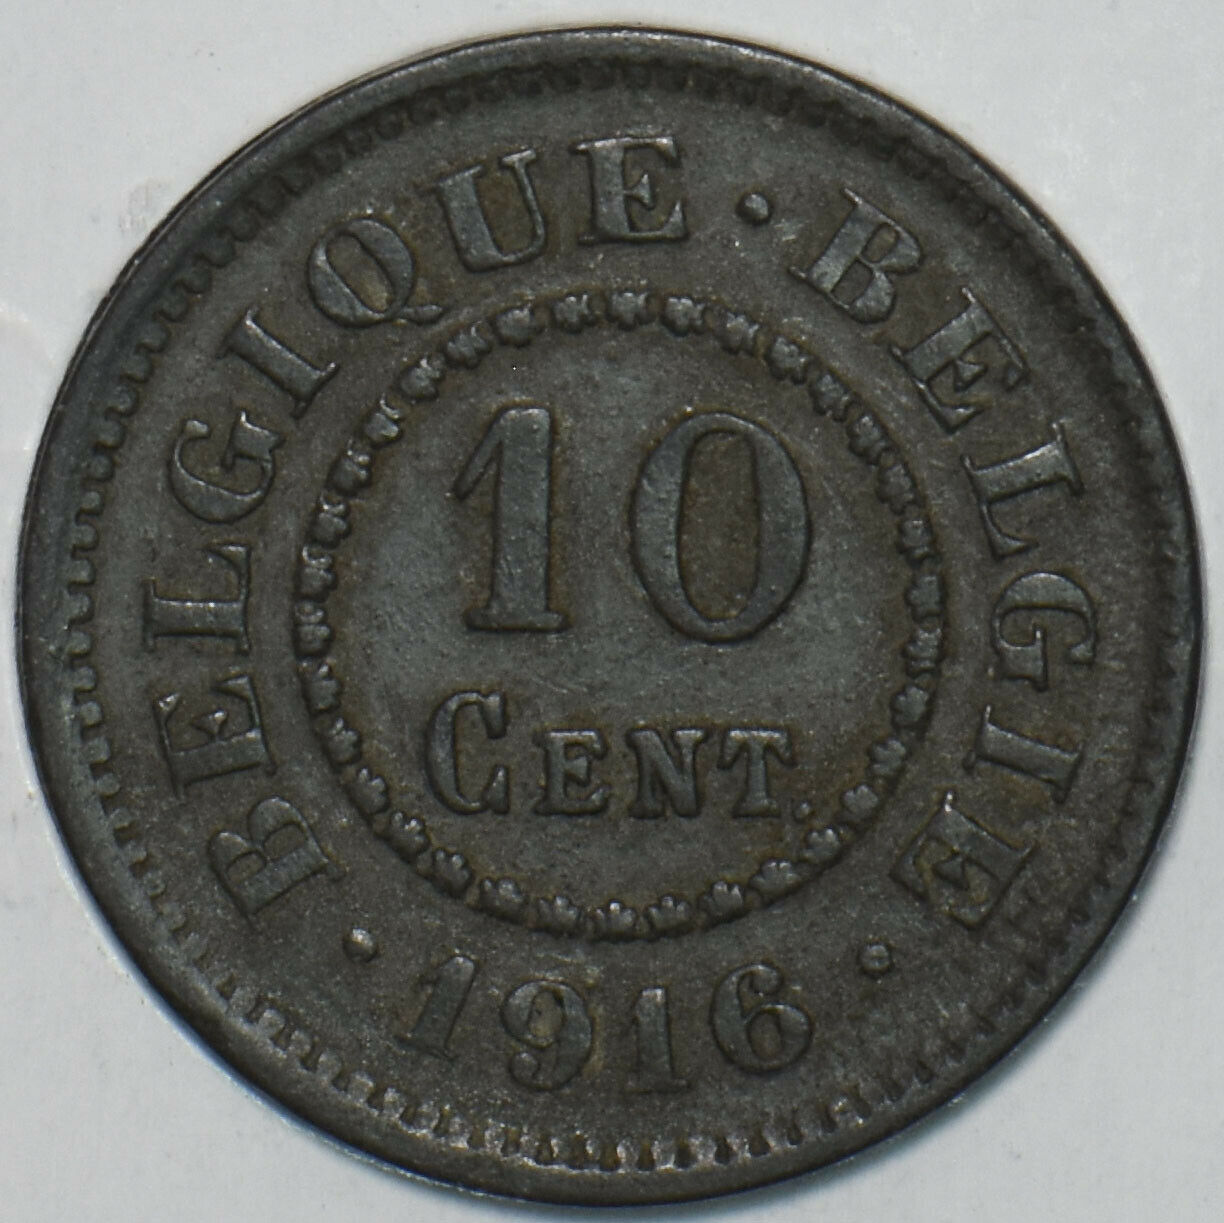 BELGIQUE · BELGIE
10
CENT.
· 1916 ·